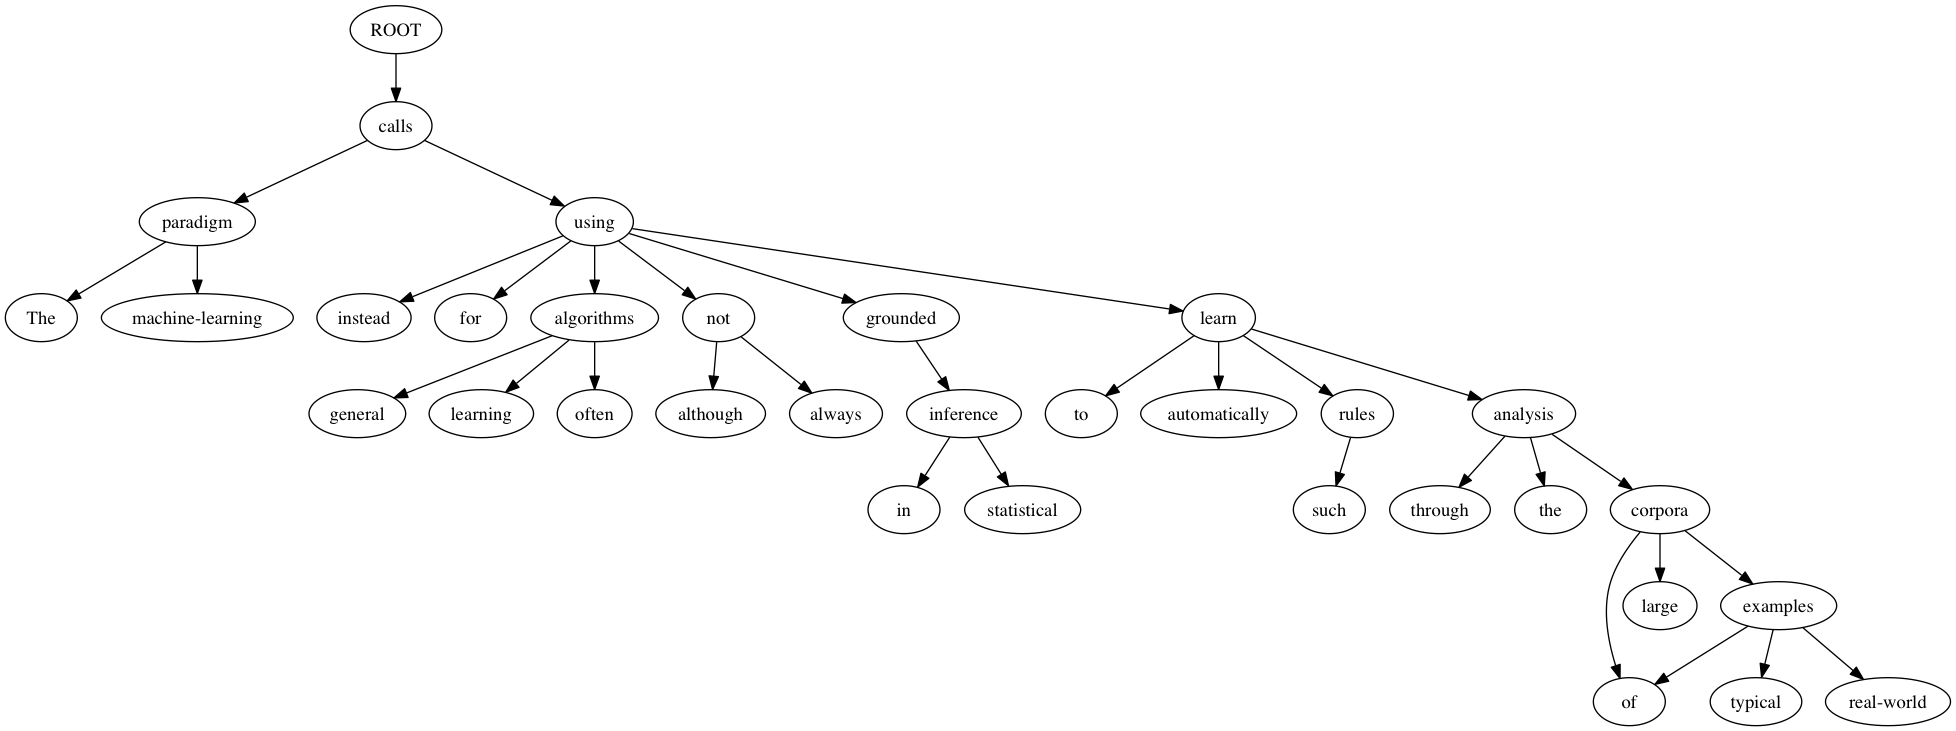 ROOT
calls
paradigm using
The machine-learning instead for algorithms not grounded learn
general learning often although always inference to automatically rules analysis
in statistical such through the corpora
large examples
of typical real-world